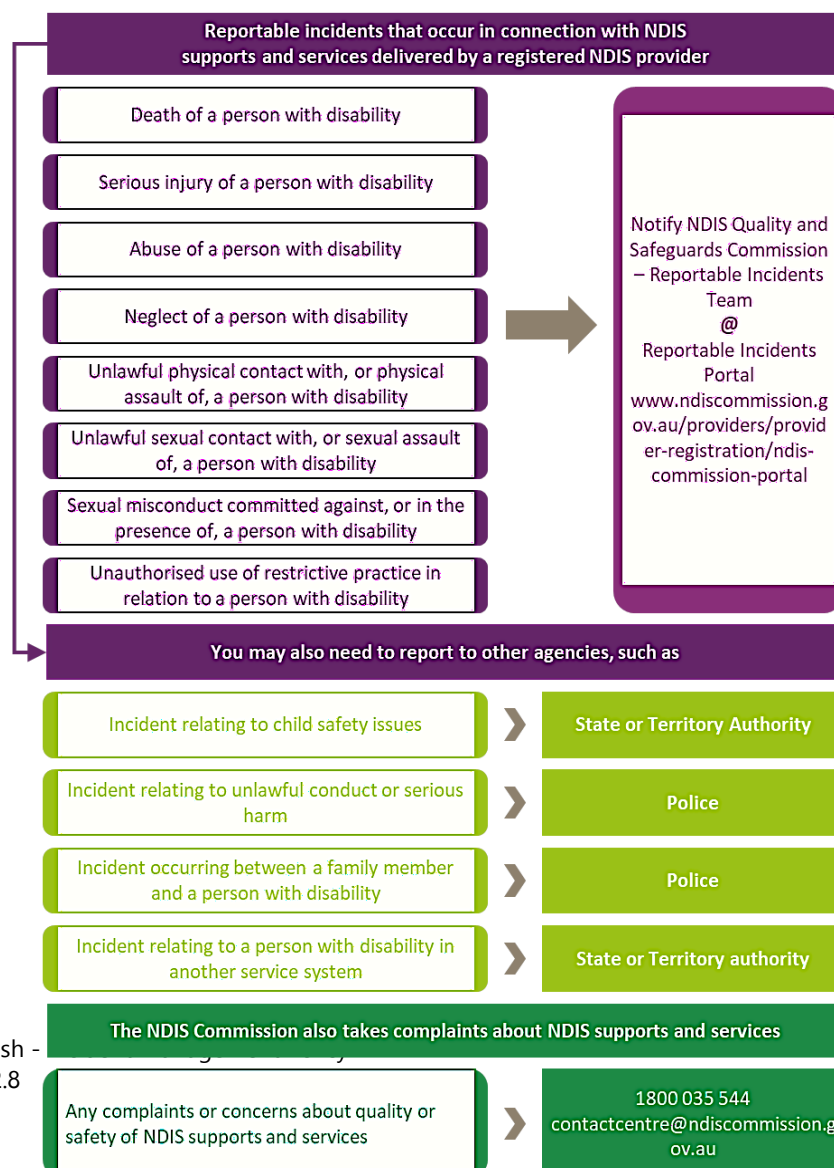 Reportable incidents that occur in connection with NDIS
supports and services delivered by a registered NDIS provider
Death of a person with disability
Serious injury of a person with disability
Abuse of a person with disability
Neglect of a person with disability
Unlawful physical contact with, or physical
assault of, a person with disability
Unlawful sexual contact with, or sexual assault
of, a person with disability
Sexual misconduct committed against, or in the
presence of, a person with disability
Unauthorised use of restrictive practice in
relation to a person with disability
Notify NDIS Quality and
Safeguards Commission
– Reportable Incidents
Team
@
Reportable Incidents
Portal
www.ndiscommission.g
ov.au/providers/provid
er-registration/ndis-
commission-portal
You may also need to report to other agencies, such as
Incident relating to child safety issues
State or Territory Authority
Incident relating to unlawful conduct or serious
harm
Police
Incident occurring between a family member
and a person with disability
Police
Incident relating to a person with disability in
another service system
State or Territory authority
The NDIS Commission also takes complaints about NDIS supports and services
Any complaints or concerns about quality or
safety of NDIS supports and services
1800 035 544
contactcentre@ndiscommission.g
ov.au